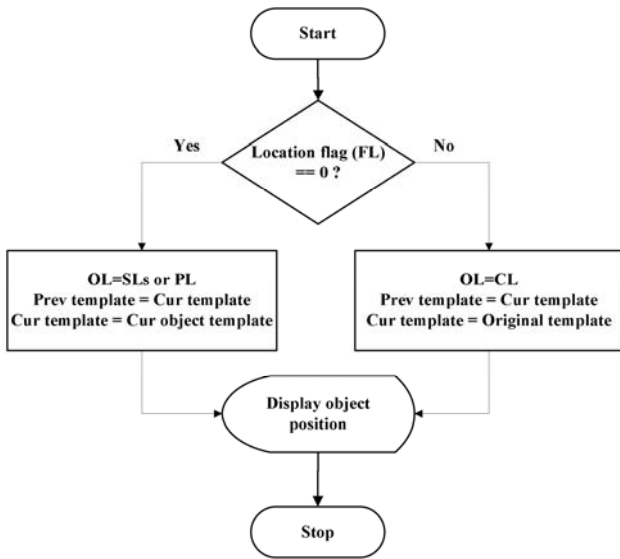 Start
Location flag (FL)
== 0 ?
Yes
No
OL=SLs or PL
Prev template = Cur template
Cur template = Cur object template
OL=CL
Prev template = Cur template
Cur template = Original template
Display object
position
Stop